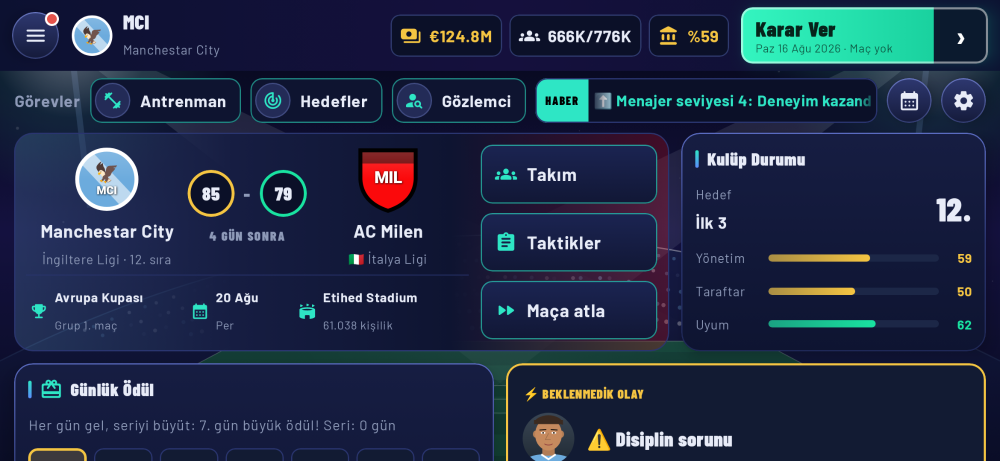 MCI
Manchestar City
€124.8M
666K/776K
%59
Karar Ver
Paz 16 Ağu 2026 · Maç yok
Görevler
Antrenman
Hedefler
Gözlemci
HABER
Menajer seviyesi 4: Deneyim kazand
MCI
85 - 79
MIL
4 GÜN SONRA
Manchestar City
AC Milen
İngiltere Ligi · 12. sıra
İtalya Ligi
Avrupa Kupası
Grup 1. maç
20 Ağu
Per
Etihed Stadium
61.038 kişilik
Takım
Taktikler
Maça atla
Kulüp Durumu
Hedef
İlk 3
12.
Yönetim 59
Taraftar 50
Uyum 62
Günlük Ödül
Her gün gel, seriyi büyüt: 7. gün büyük ödül! Seri: 0 gün
BEKLENMEDİK OLAY
Disiplin sorunu